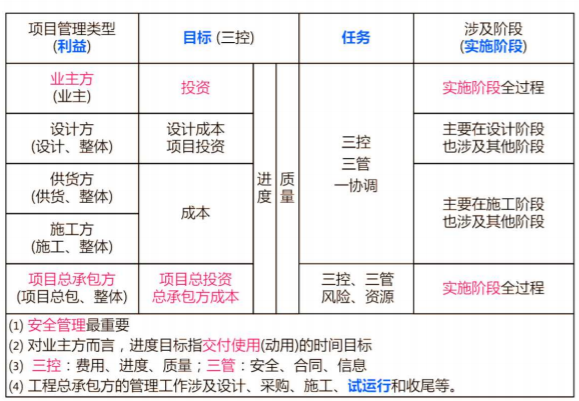 项目管理类型
(利益)
目标 (三控)
任务
涉及阶段
(实施阶段)
业主方
(业主)
投资
进度
质量
三控
三管
一协调
实施阶段全过程
设计方
(设计、整体)
设计成本
项目投资
主要在设计阶段
也涉及其他阶段
供货方
(供货、整体)
成本
主要在施工阶段
也涉及其他阶段
施工方
(施工、整体)
项目总承包方
(项目总包、整体)
项目总投资
总承包方成本
三控、三管
风险、资源
实施阶段全过程
(1) 安全管理最重要
(2) 对业主方而言，进度目标指交付使用(动用)的时间目标
(3) 三控：费用、进度、质量；三管：安全、合同、信息
(4) 工程总承包方的管理工作涉及设计、采购、施工、试运行和收尾等。